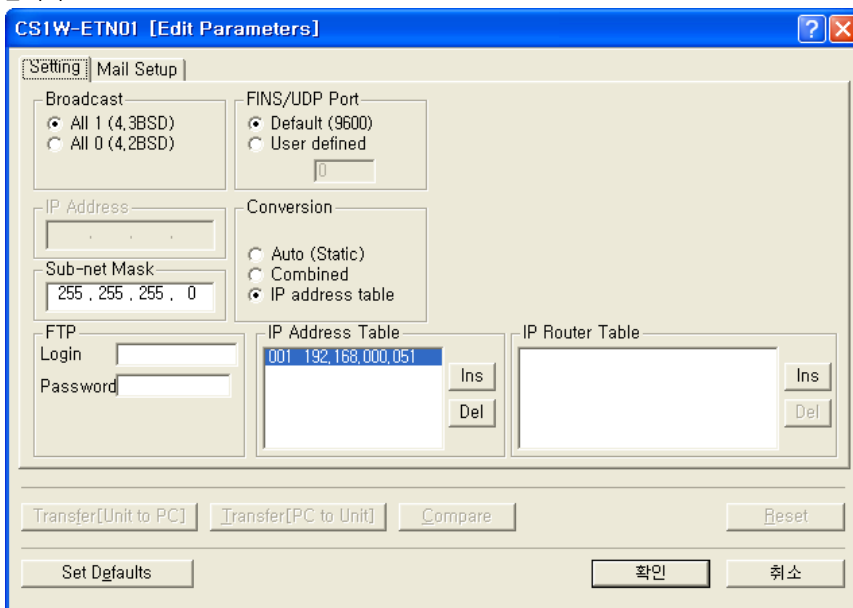 CS1W-ETN01 [Edit Parameters]
Setting Mail Setup
Broadcast
All 1 (4,3BSD)
All 0 (4,2BSD)
FINS/UDP Port
Default (9600)
User defined
0
IP Address
. . .
Conversion
Auto (Static)
Combined
IP address table
Sub-net Mask
255 . 255 . 255 . 0
FTP
Login
Password
IP Address Table
001 192,168,000,051
Ins
Del
IP Router Table
Ins
Del
Transfer[Unit to PC] Transfer[PC to Unit] Compare Reset
Set Defaults 확인 취소